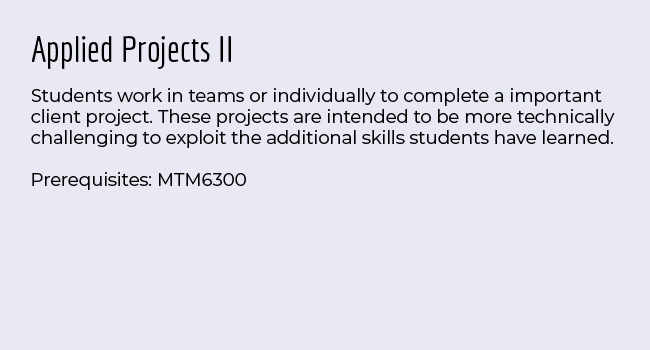 Applied Projects II
Students work in teams or individually to complete a important
client project. These projects are intended to be more technically
challenging to exploit the additional skills students have learned.
Prerequisites: MTM6300